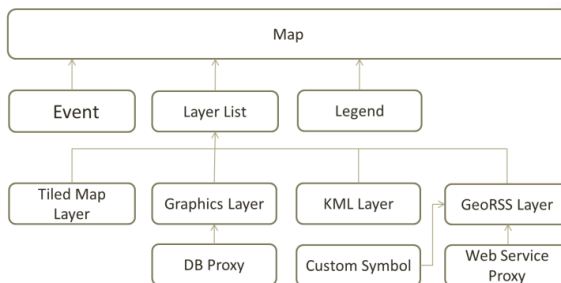 Map
Event
Layer List
Legend
Tiled Map
Layer
Graphics Layer
KML Layer
GeoRSS Layer
DB Proxy
Custom Symbol
Web Service
Proxy